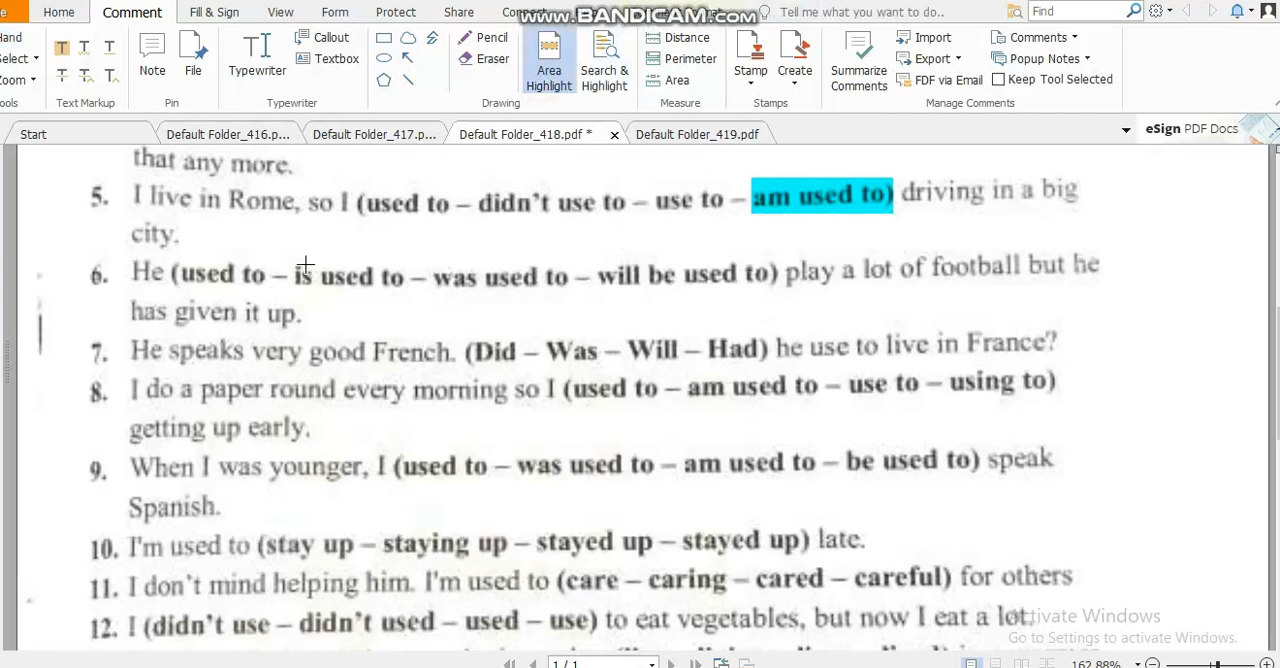 www.BANDICAM.com
Home Comment Fill & Sign View Form Protect Share Tell me what you want to do.. Find
Hand
Select
Zoom
Tools
Text Markup
Note
File
Pin
Typewriter
Callout
Textbox
Typewriter
Pencil
Eraser
Drawing
Area Highlight
Search & Highlight
Distance
Perimeter
Area
Measure
Stamp
Create
Stamps
Summarize Comments
Import
Export
FDF via Email
Comments
Popup Notes
Keep Tool Selected
Manage Comments
Start Default Folder_416.p... Default Folder_417.p... Default Folder_418.pdf * Default Folder_419.pdf eSign PDF Docs
that any more.
5. I live in Rome, so I (used to – didn't use to – use to – am used to) driving in a big
city.
6. He (used to – is used to – was used to – will be used to) play a lot of football but he
has given it up.
7. He speaks very good French. (Did – Was – Will – Had) he use to live in France?
8. I do a paper round every morning so I (used to – am used to – use to – using to)
getting up early.
9. When I was younger, I (used to – was used to – am used to – be used to) speak
Spanish.
10. I'm used to (stay up – staying up – stayed up – stayed up) late.
11. I don't mind helping him. I'm used to (care – caring – cared – careful) for others
12. I (didn't use – didn't used – used – use) to eat vegetables, but now I eat a lot.
Activate Windows
Go to Settings to activate Windows.
1 / 1
162.88%